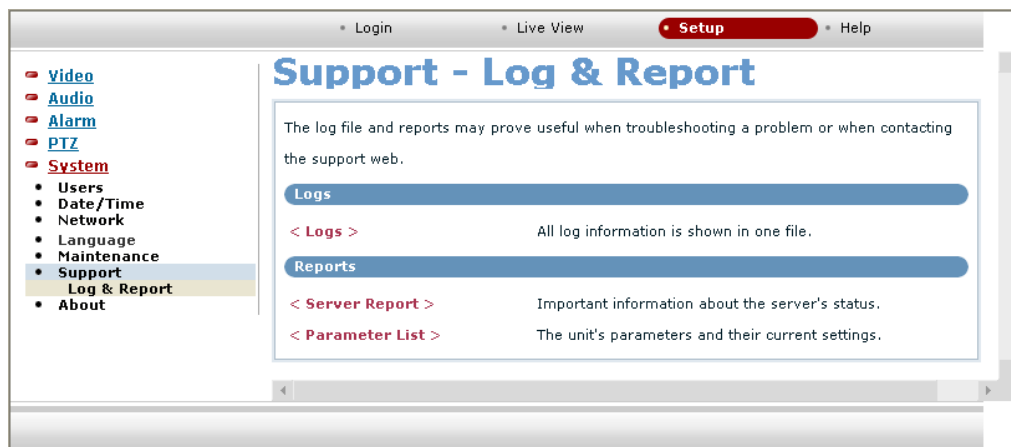 Login
Live View
Setup
Help
Video
Audio
Alarm
PTZ
System
Users
Date/Time
Network
Language
Maintenance
Support
Log & Report
About
Support - Log & Report
The log file and reports may prove useful when troubleshooting a problem or when contacting
the support web.
Logs
< Logs > All log information is shown in one file.
Reports
< Server Report > Important information about the server's status.
< Parameter List > The unit's parameters and their current settings.